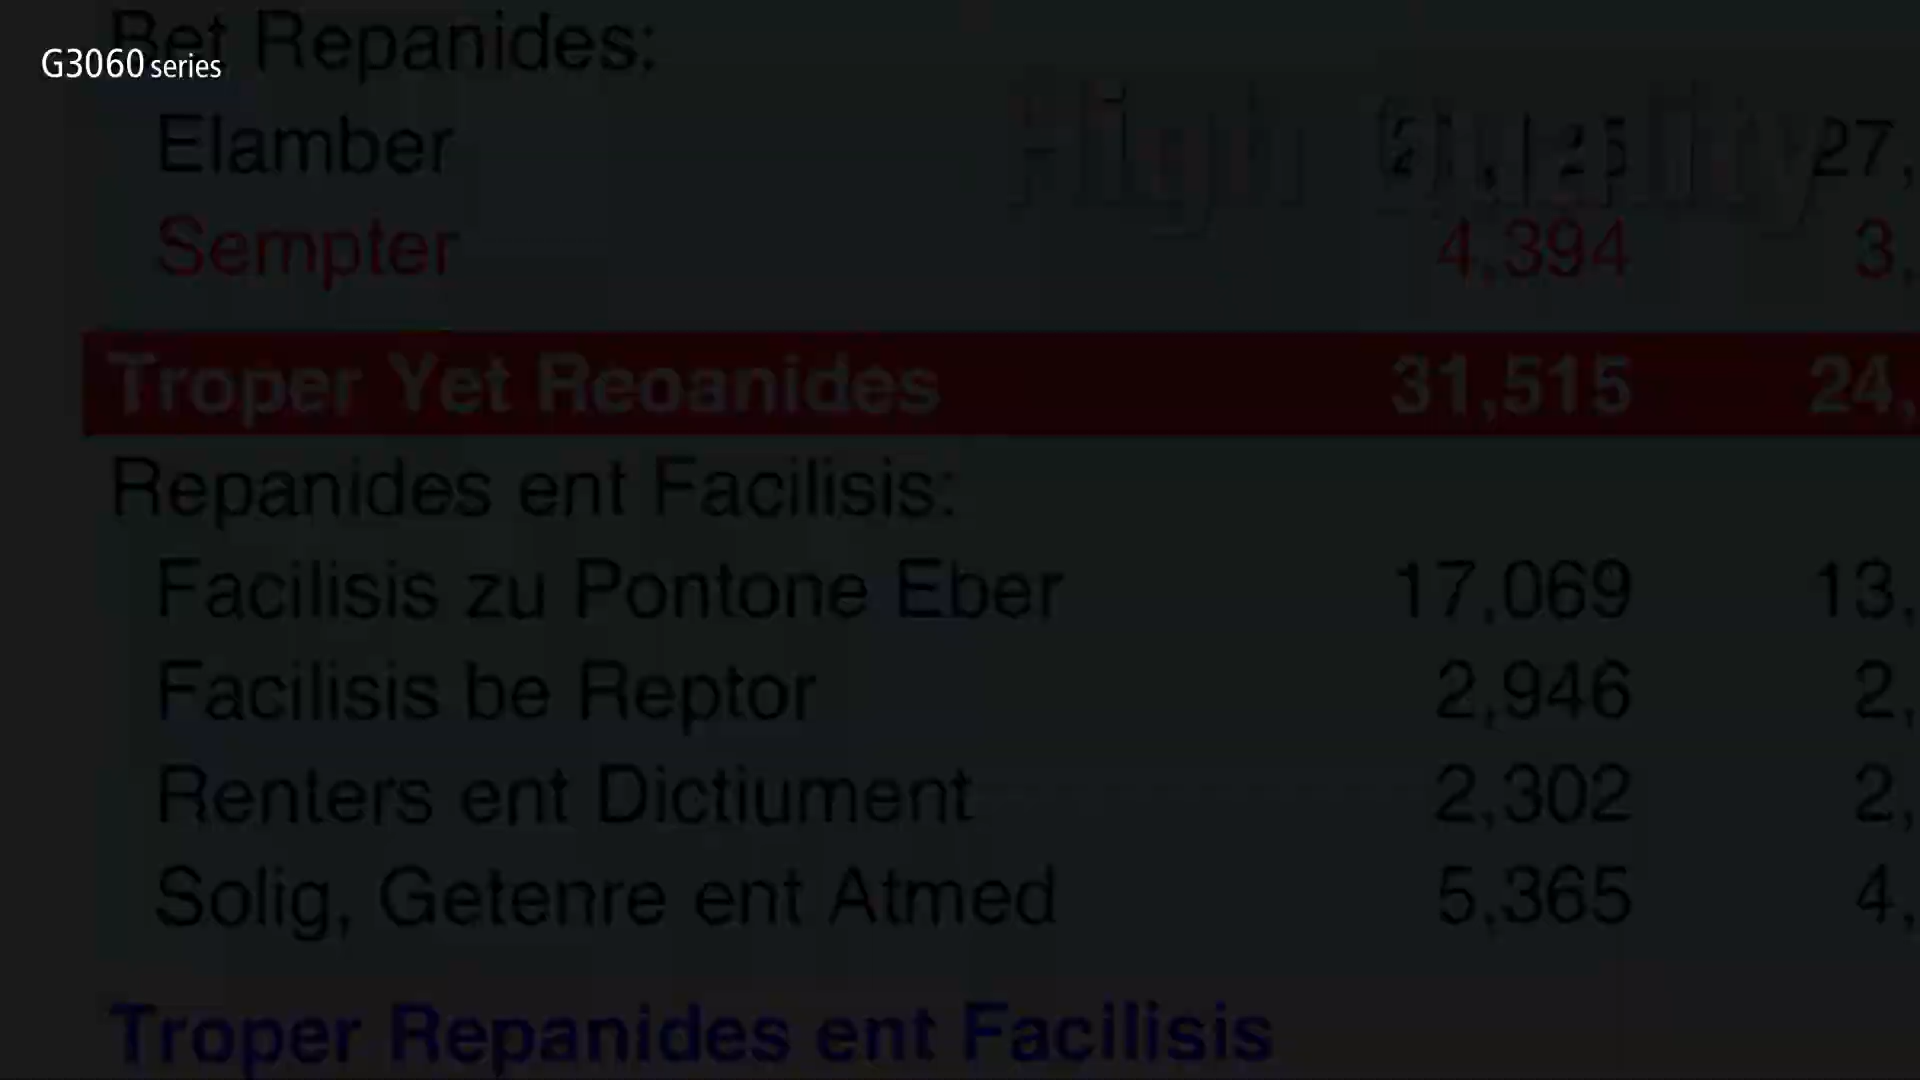 Bet Repanides:
G3060 series
High Quality
Elamber 27,
Sempter 4,394 3,
Troper Yet Reoanides 31,515 24,
Repanides ent Facilisis:
Facilisis zu Pontone Eber 17,069 13,
Facilisis be Reptor 2,946 2,
Renters ent Dictiument 2,302 2,
Solig, Getenre ent Atmed 5,365 4,
Troper Repanides ent Facilisis